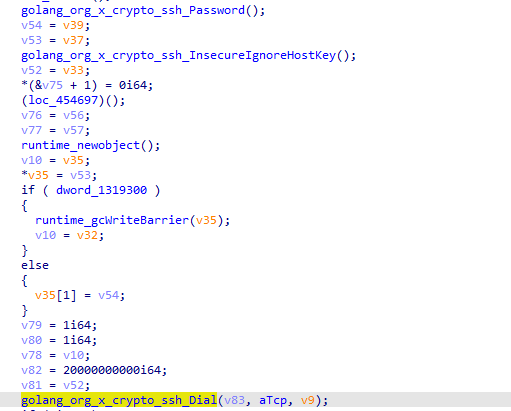 golang_org_x_crypto_ssh_Password();
v54 = v39;
v53 = v37;
golang_org_x_crypto_ssh_InsecureIgnoreHostKey();
v52 = v33;
*(&v75 + 1) = 0i64;
(loc_454697)();
v76 = v56;
v77 = v57;
runtime_newobject();
v10 = v35;
*v35 = v53;
if ( dword_1319300 )
{
runtime_gcWriteBarrier(v35);
v10 = v32;
}
else
{
v35[1] = v54;
}
v79 = 1i64;
v80 = 1i64;
v78 = v10;
v82 = 20000000000i64;
v81 = v52;
golang_org_x_crypto_ssh_Dial(v83, aTcp, v9);